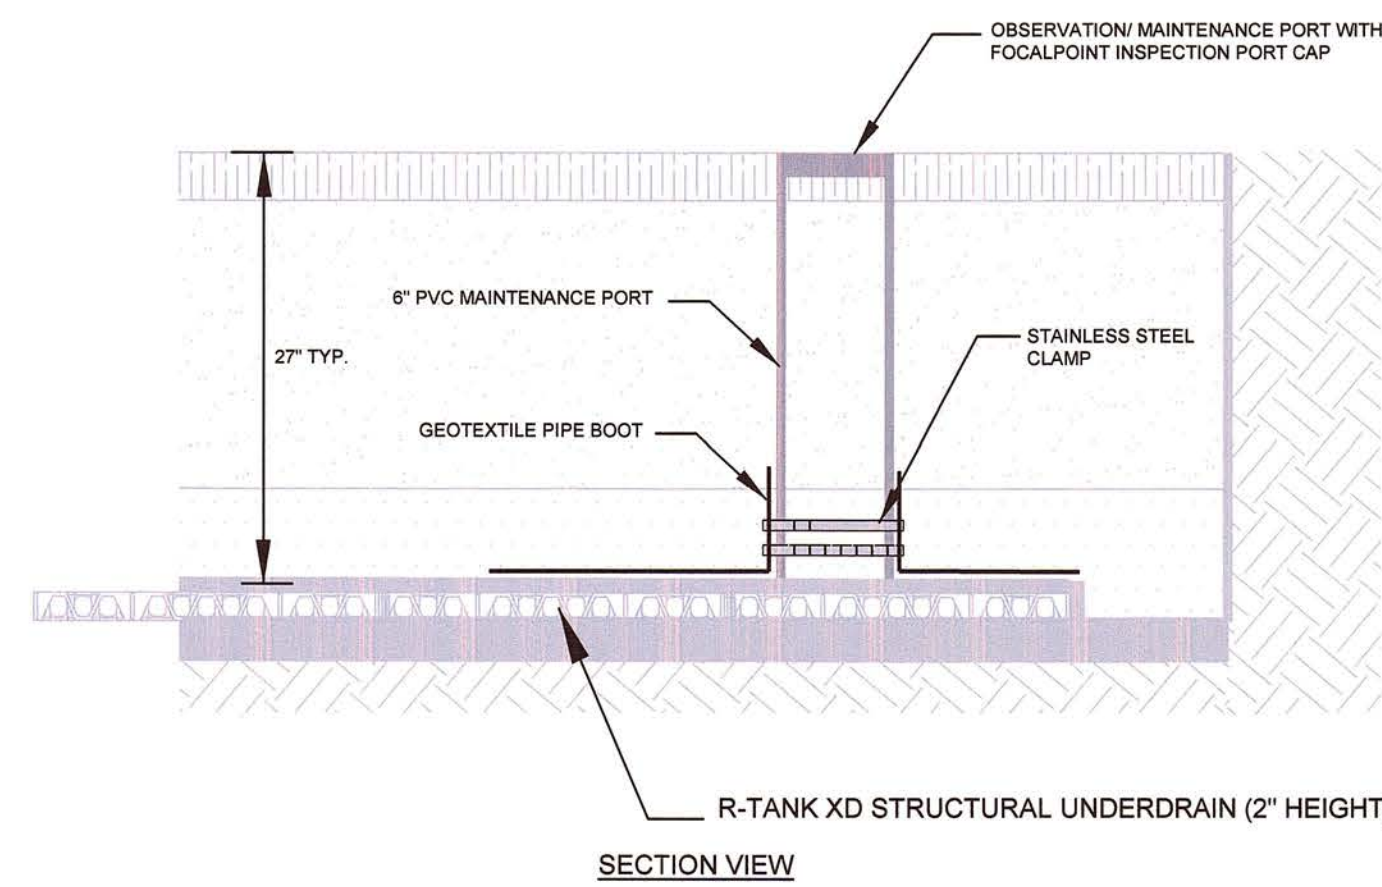 OBSERVATION/ MAINTENANCE PORT WITH
FOCALPOINT INSPECTION PORT CAP
6" PVC MAINTENANCE PORT
STAINLESS STEEL
CLAMP
27" TYP.
GEOTEXTILE PIPE BOOT
R-TANK XD STRUCTURAL UNDERDRAIN (2" HEIGHT
SECTION VIEW